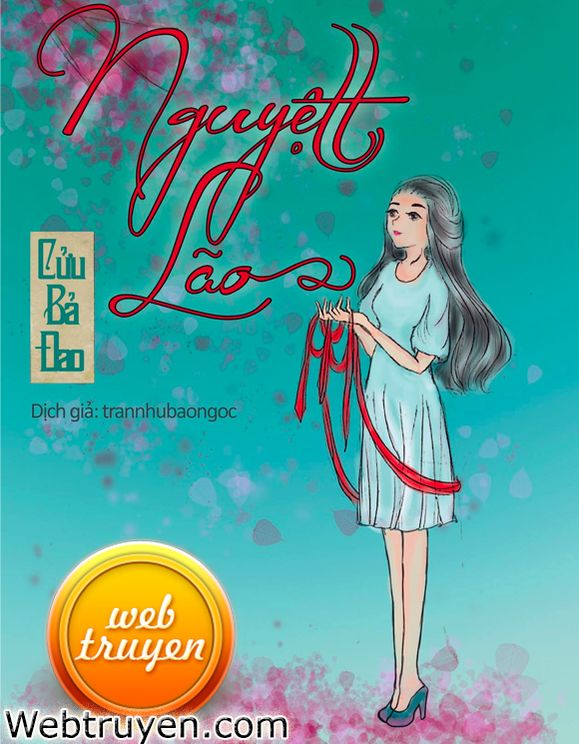 Nguyệt
Lão
Cửu
Bả
Đao
Dịch giả: trannhubaongoc
web
truyen
Webtruyen.com